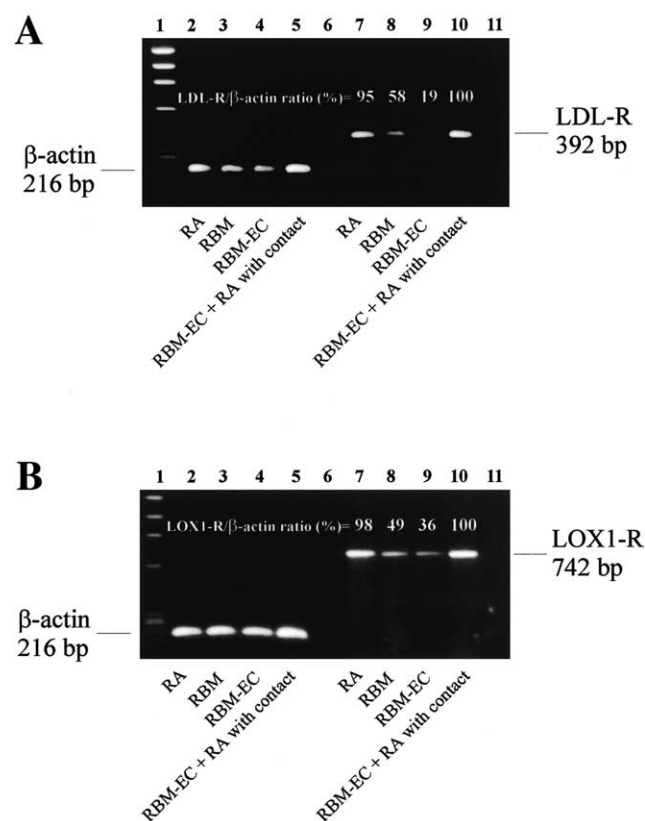 A
1 2 3 4 5 6 7 8 9 10 11
LDL-R/β-actin ratio (%)= 95 58 19 100
LDL-R
392 bp
β-actin
216 bp
RA
RBM
RBM-EC
RBM-EC + RA with contact
RA
RBM
RBM-EC
RBM-EC + RA with contact
B
1 2 3 4 5 6 7 8 9 10 11
LOX1-R/β-actin ratio (%)= 98 49 36 100
LOX1-R
742 bp
β-actin
216 bp
RA
RBM
RBM-EC
RBM-EC + RA with contact
RA
RBM
RBM-EC
RBM-EC + RA with contact